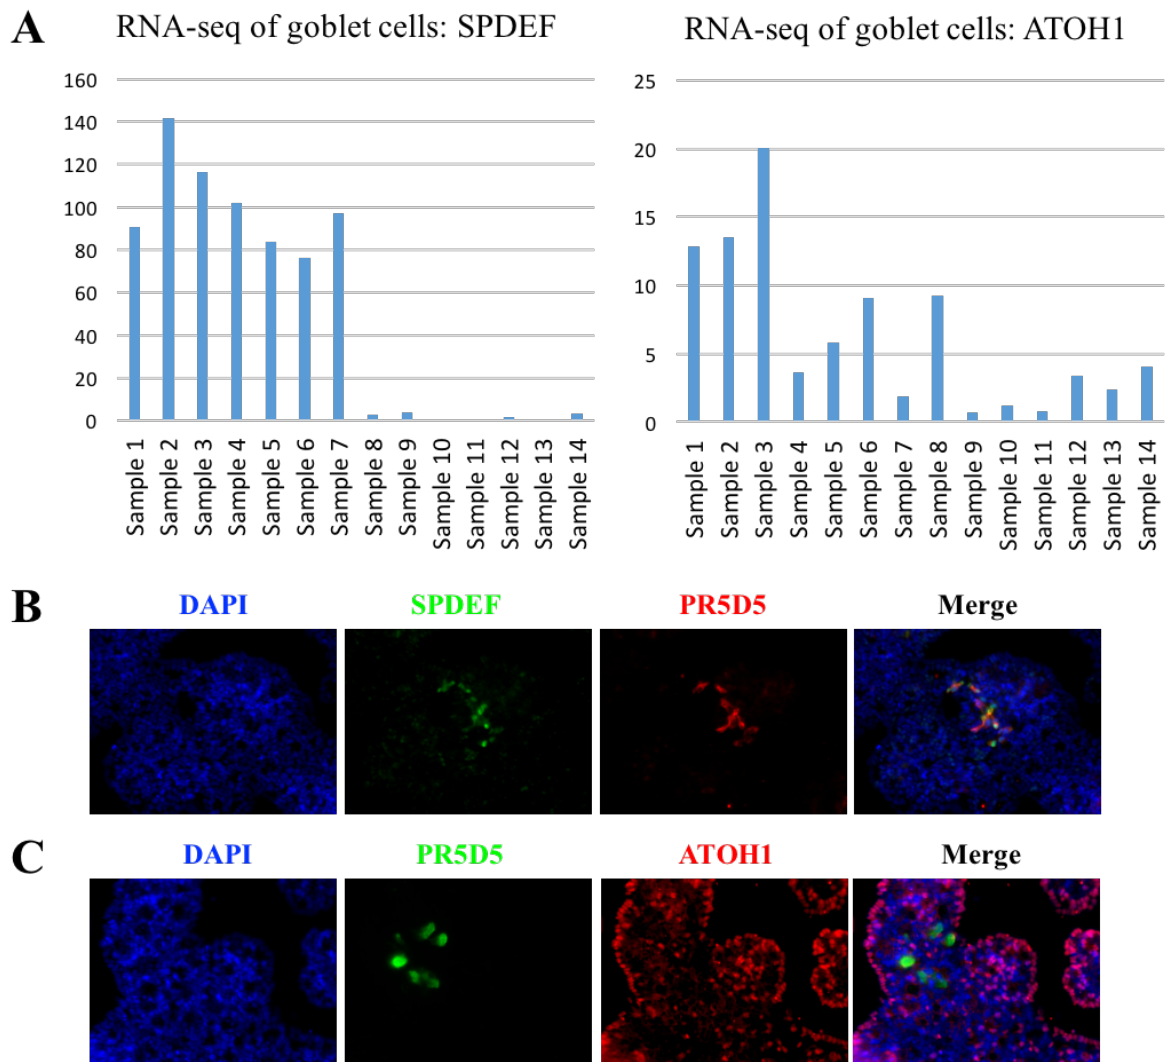 A
RNA-seq of goblet cells: SPDEF
RNA-seq of goblet cells: ATOH1
160
140
120
100
80
60
40
20
0
Sample 1
Sample 2
Sample 3
Sample 4
Sample 5
Sample 6
Sample 7
Sample 8
Sample 9
Sample 10
Sample 11
Sample 12
Sample 13
Sample 14
25
20
15
10
5
0
Sample 1
Sample 2
Sample 3
Sample 4
Sample 5
Sample 6
Sample 7
Sample 8
Sample 9
Sample 10
Sample 11
Sample 12
Sample 13
Sample 14
B
DAPI SPDEF PR5D5 Merge
C
DAPI PR5D5 ATOH1 Merge